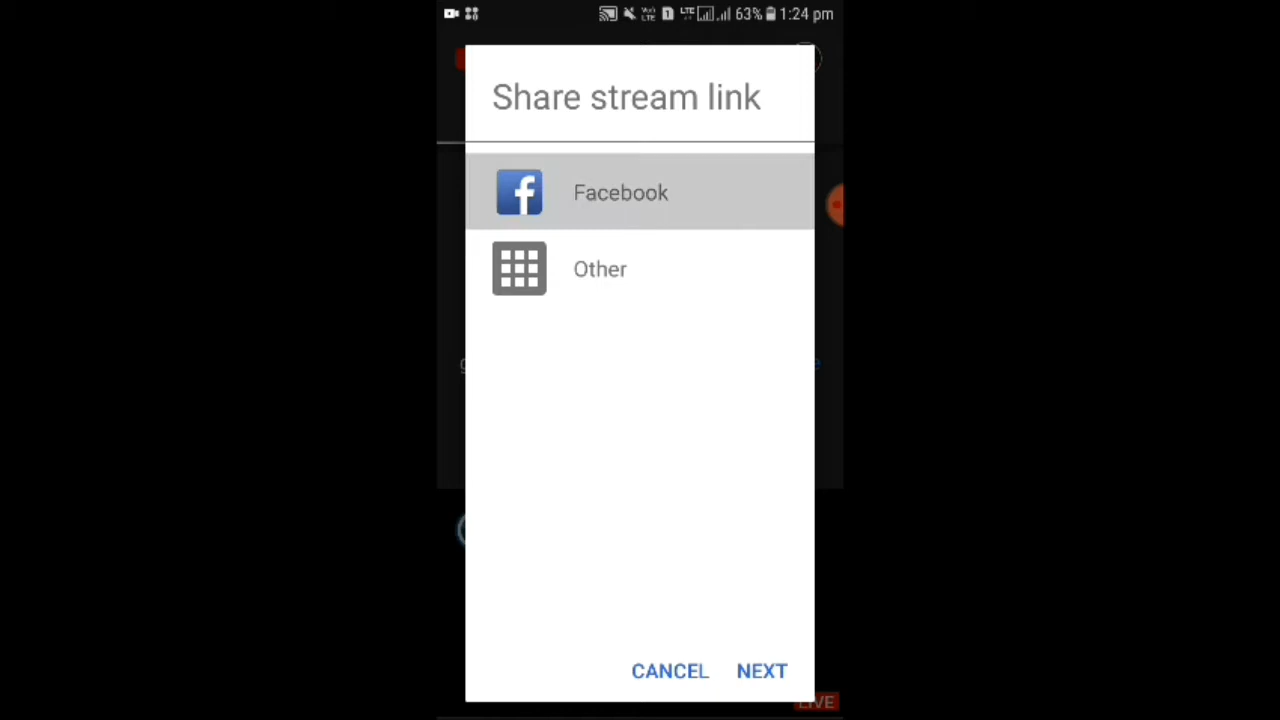 63% 1:24 pm
Share stream link
Facebook
Other
CANCEL NEXT
LIVE